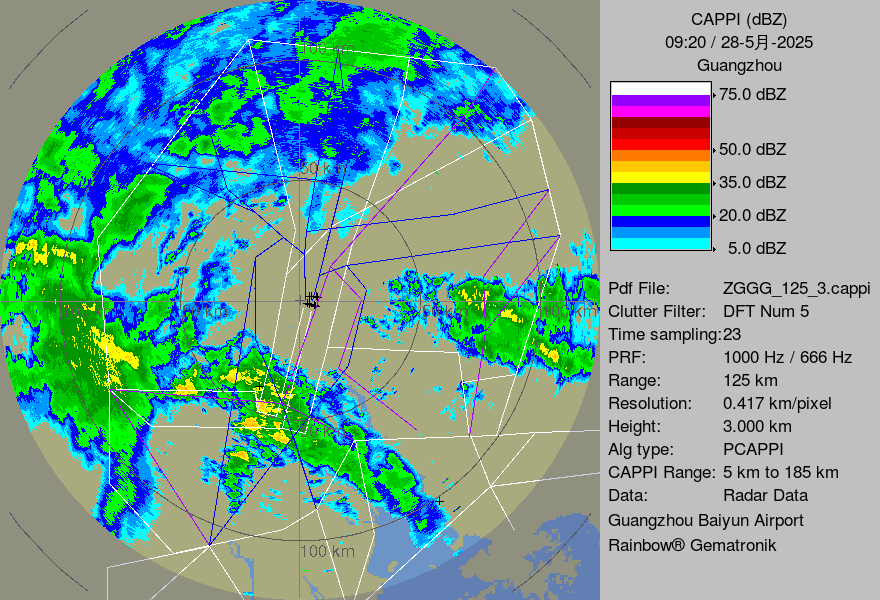 CAPPI (dBZ)
09:20 / 28-5月-2025
Guangzhou
75.0 dBZ
50.0 dBZ
35.0 dBZ
20.0 dBZ
5.0 dBZ
Pdf File: ZGGG_125_3.cappi
Clutter Filter: DFT Num 5
Time sampling:23
PRF: 1000 Hz / 666 Hz
Range: 125 km
Resolution: 0.417 km/pixel
Height: 3.000 km
Alg type: PCAPPI
CAPPI Range: 5 km to 185 km
Data: Radar Data
Guangzhou Baiyun Airport
Rainbow® Gematronik
100 km
50 km
100 km